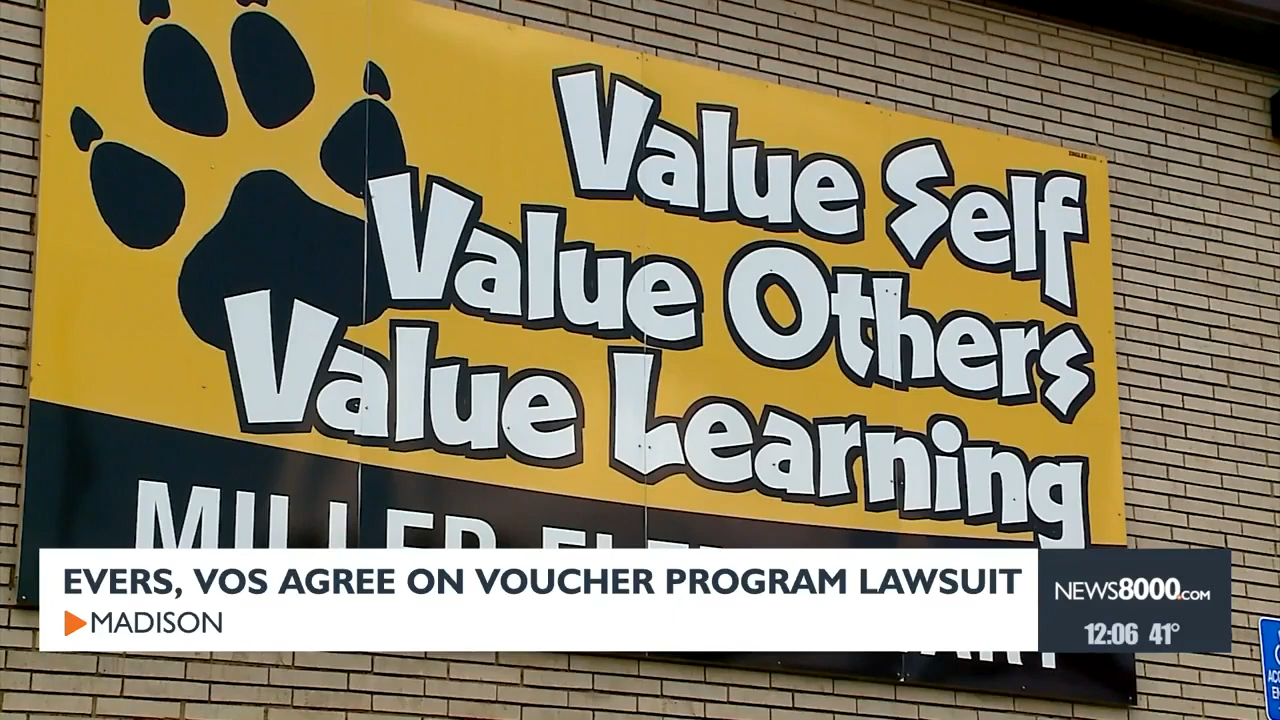 Value Self
Value Others
Value Learning
MILLER
EVERS, VOS AGREE ON VOUCHER PROGRAM LAWSUIT
MADISON
NEWS8000.COM
12:06 41°